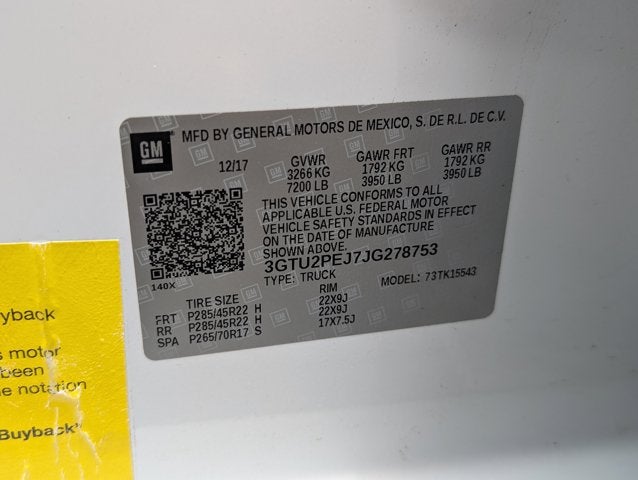 GM
MFD BY GENERAL MOTORS DE MEXICO, S. DE R.L. DE C.V.
12/17 GVWR GAWR FRT GAWR RR
3266 KG 1792 KG 1792 KG
7200 LB 3950 LB 3950 LB
THIS VEHICLE CONFORMS TO ALL
APPLICABLE U.S. FEDERAL MOTOR
VEHICLE SAFETY STANDARDS IN EFFECT
ON THE DATE OF MANUFACTURE
SHOWN ABOVE.
3GTU2PEJ7JG278753
140X TYPE: TRUCK MODEL: 73TK15543
TIRE SIZE RIM
FRT P285/45R22 H 22X9J
RR P285/45R22 H 22X9J
SPA P265/70R17 S 17X7.5J
yback
s motor
been
e notation
Buyback"